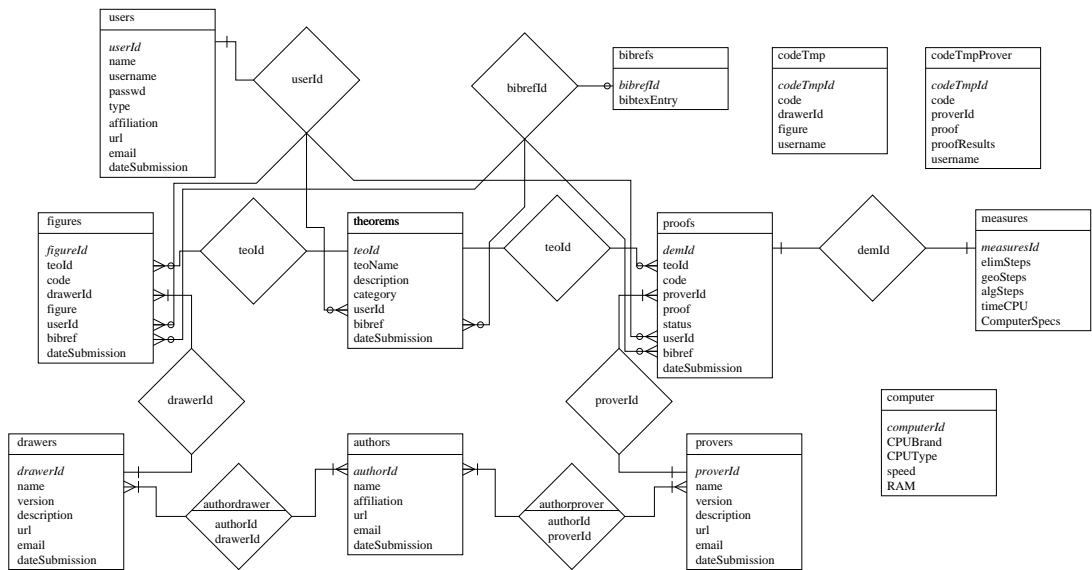 users
userId
name
username
passwd
type
affiliation
url
email
dateSubmission
userId
bibrefId
bibrefs
bibrefId
bibtexEntry
codeTmp
codeTmpId
code
drawerId
figure
username
codeTmpProver
codeTmpId
code
proverId
proof
proofResults
username
figures
figureId
teoId
code
drawerId
figure
userId
bibref
dateSubmission
teoId
theorems
teoId
teoName
description
category
userId
bibref
dateSubmission
teoId
proofs
demId
teoId
code
proverId
proof
status
userId
bibref
dateSubmission
demId
measures
measuresId
elimSteps
geoSteps
algSteps
timeCPU
ComputerSpecs
drawerId
proverId
computer
computerId
CPUBrand
CPUType
speed
RAM
drawers
drawerId
name
version
description
url
email
dateSubmission
authordrawer
authorId
drawerId
authors
authorId
name
affiliation
url
email
dateSubmission
authorprover
authorId
proverId
provers
proverId
name
version
description
url
email
dateSubmission